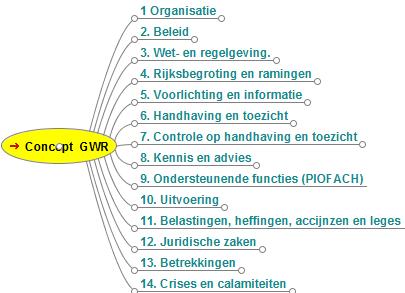 1 Organisatie
2. Beleid
3. Wet- en regelgeving.
4. Rijksbegroting en ramingen
5. Voorlichting en informatie
6. Handhaving en toezicht
7. Controle op handhaving en toezicht
Concept GWR
8. Kennis en advies
9. Ondersteunende functies (PIOFACH)
10. Uitvoering
11. Belastingen, heffingen, accijnzen en leges
12. Juridische zaken
13. Betrekkingen
14. Crises en calamiteiten